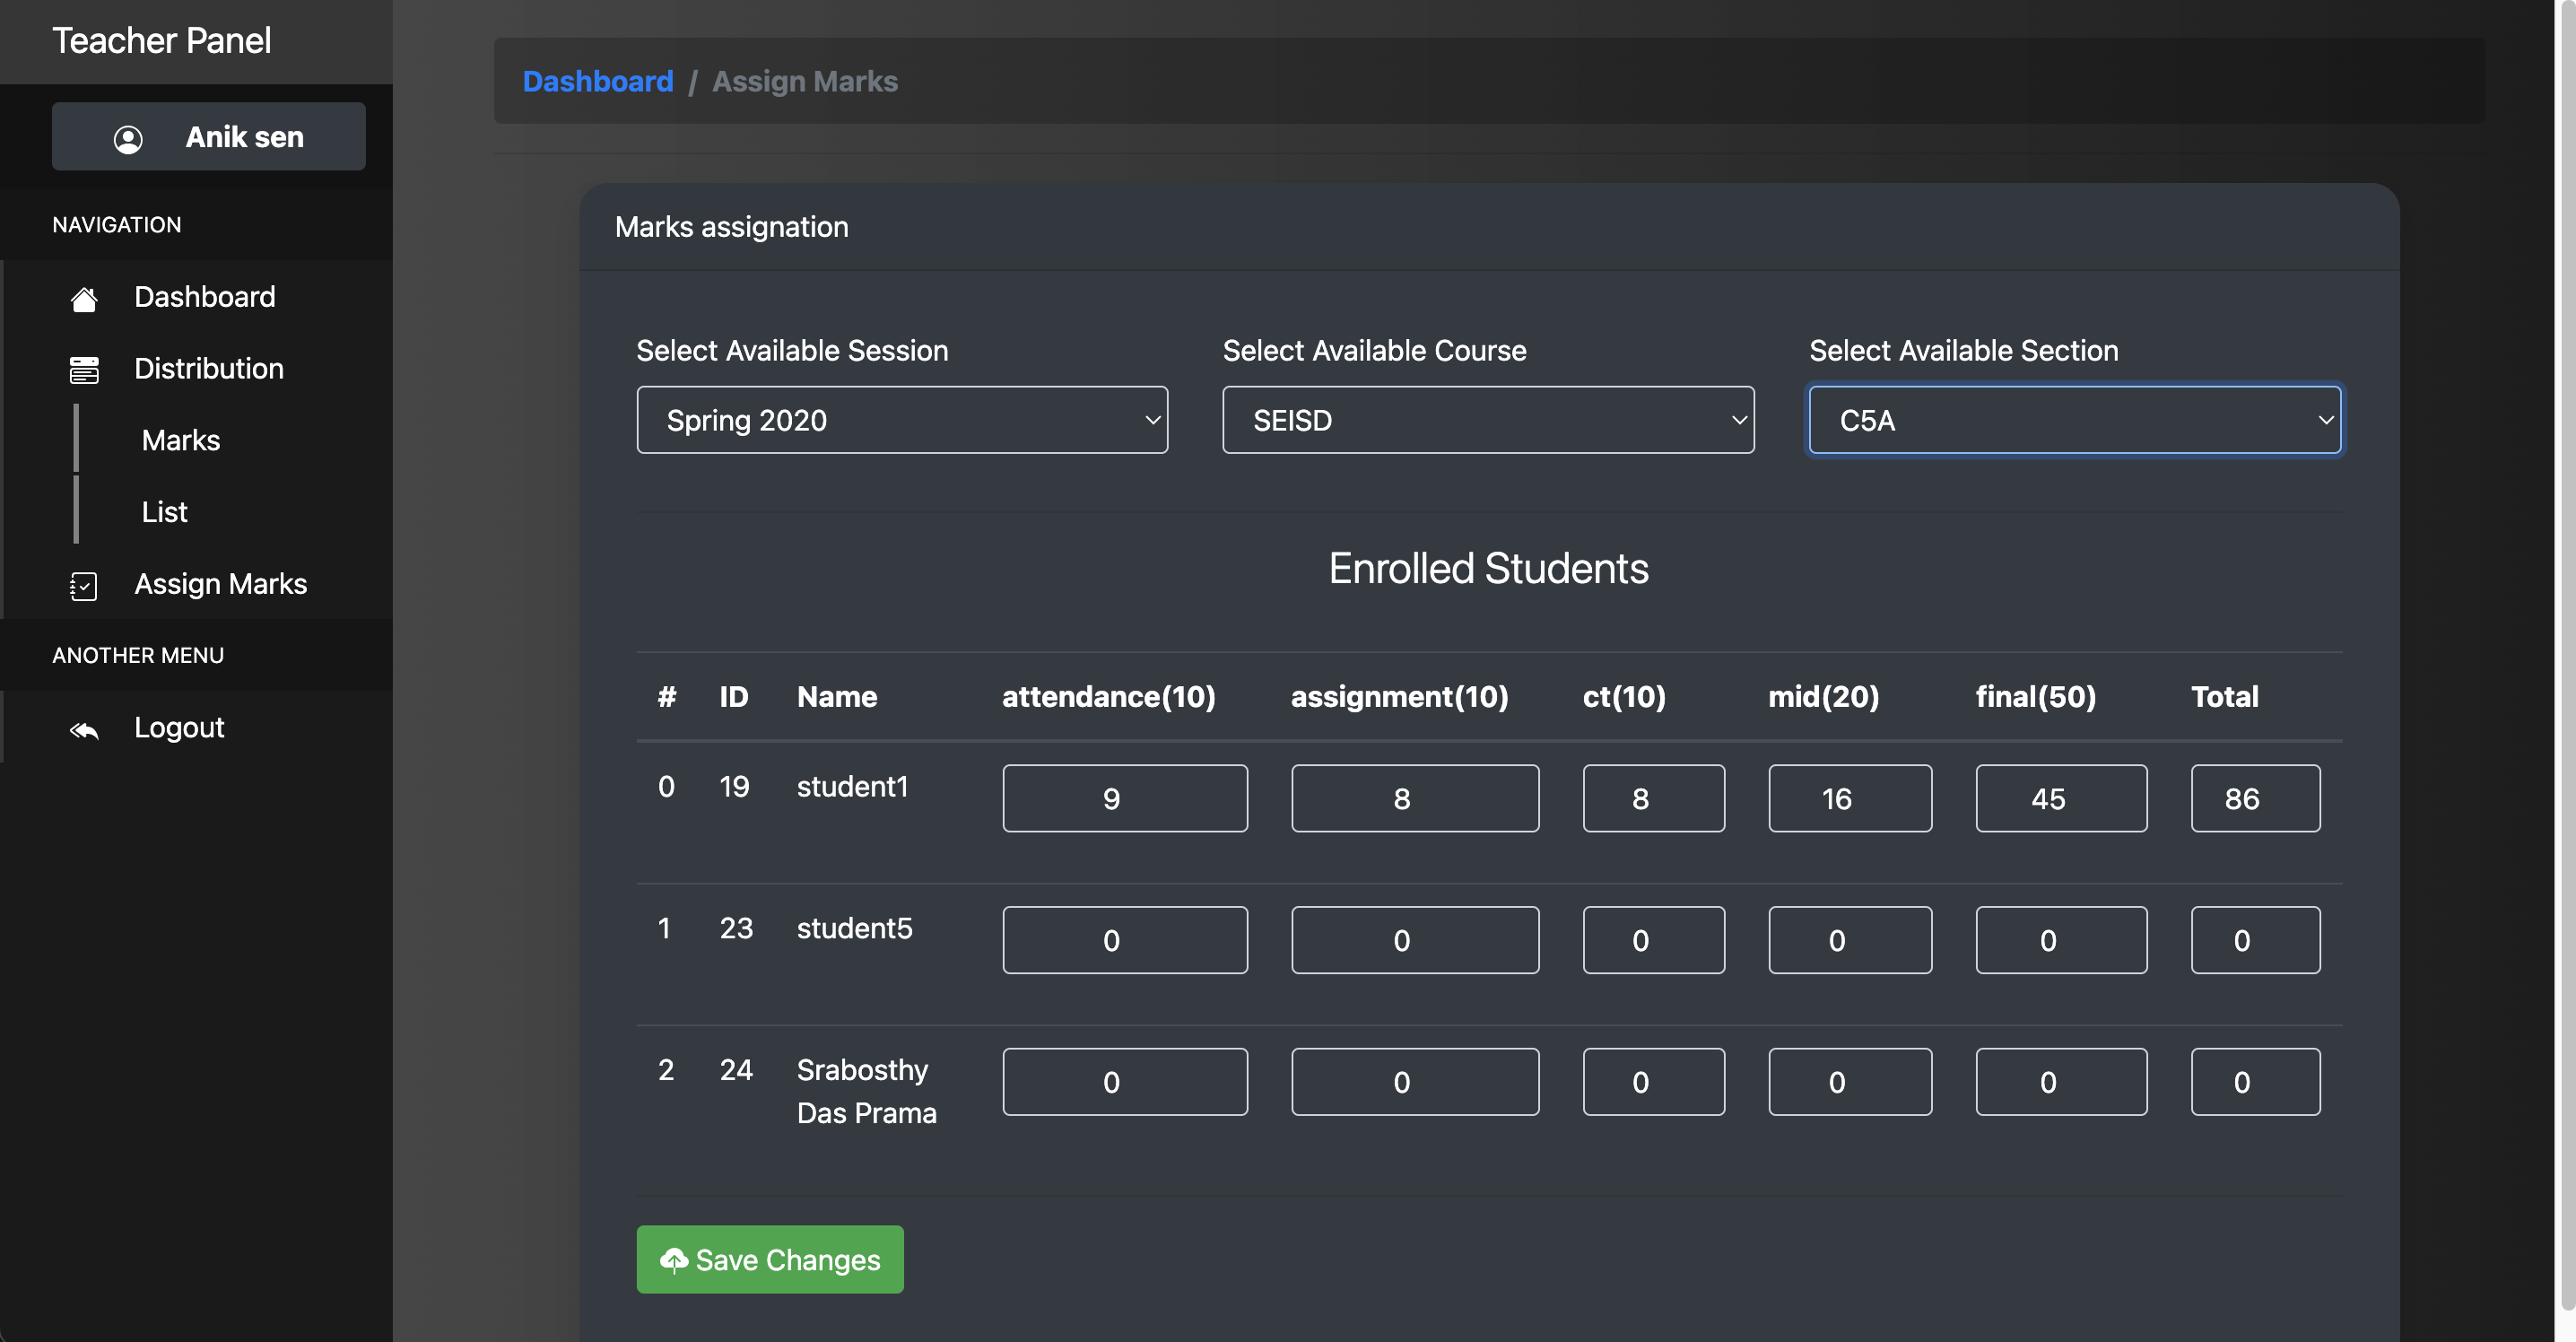 Teacher Panel
Anik sen
NAVIGATION
Dashboard
Distribution
Marks
List
Assign Marks
ANOTHER MENU
Logout
Dashboard / Assign Marks
Marks assignation
Select Available Session
Spring 2020
Select Available Course
SEISD
Select Available Section
C5A
Enrolled Students
# ID Name attendance(10) assignment(10) ct(10) mid(20) final(50) Total
0 19 student1 9 8 8 16 45 86
1 23 student5 0 0 0 0 0 0
2 24 Srabosthy 0 0 0 0 0 0
Das Prama
Save Changes